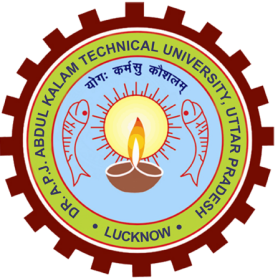 DR. A.P.J. ABDUL KALAM TECHNICAL UNIVERSITY, UTTAR PRADESH
योगः कर्मसु कौशलम्
• LUCKNOW •